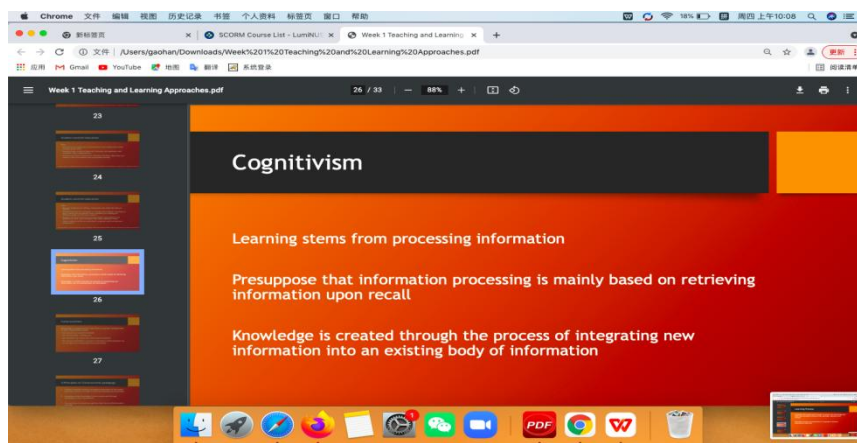 Chrome 文件 编辑 视图 历史记录 书签 个人资料 标签页 窗口 帮助 18% 周四上午10:08
新标签页 SCORM Course List - LumiNUS Week 1 Teaching and Learning
文件 /Users/gaohan/Downloads/Week%201%20Teaching%20and%20Learning%20Approaches.pdf 更新
应用 Gmail YouTube 地图 翻译 系统登录 阅读清单
Week 1 Teaching and Learning Approaches.pdf 26 / 33 88%
23
24
25
26
27
Cognitivism
Learning stems from processing information
Presuppose that information processing is mainly based on retrieving
information upon recall
Knowledge is created through the process of integrating new
information into an existing body of information
PDF